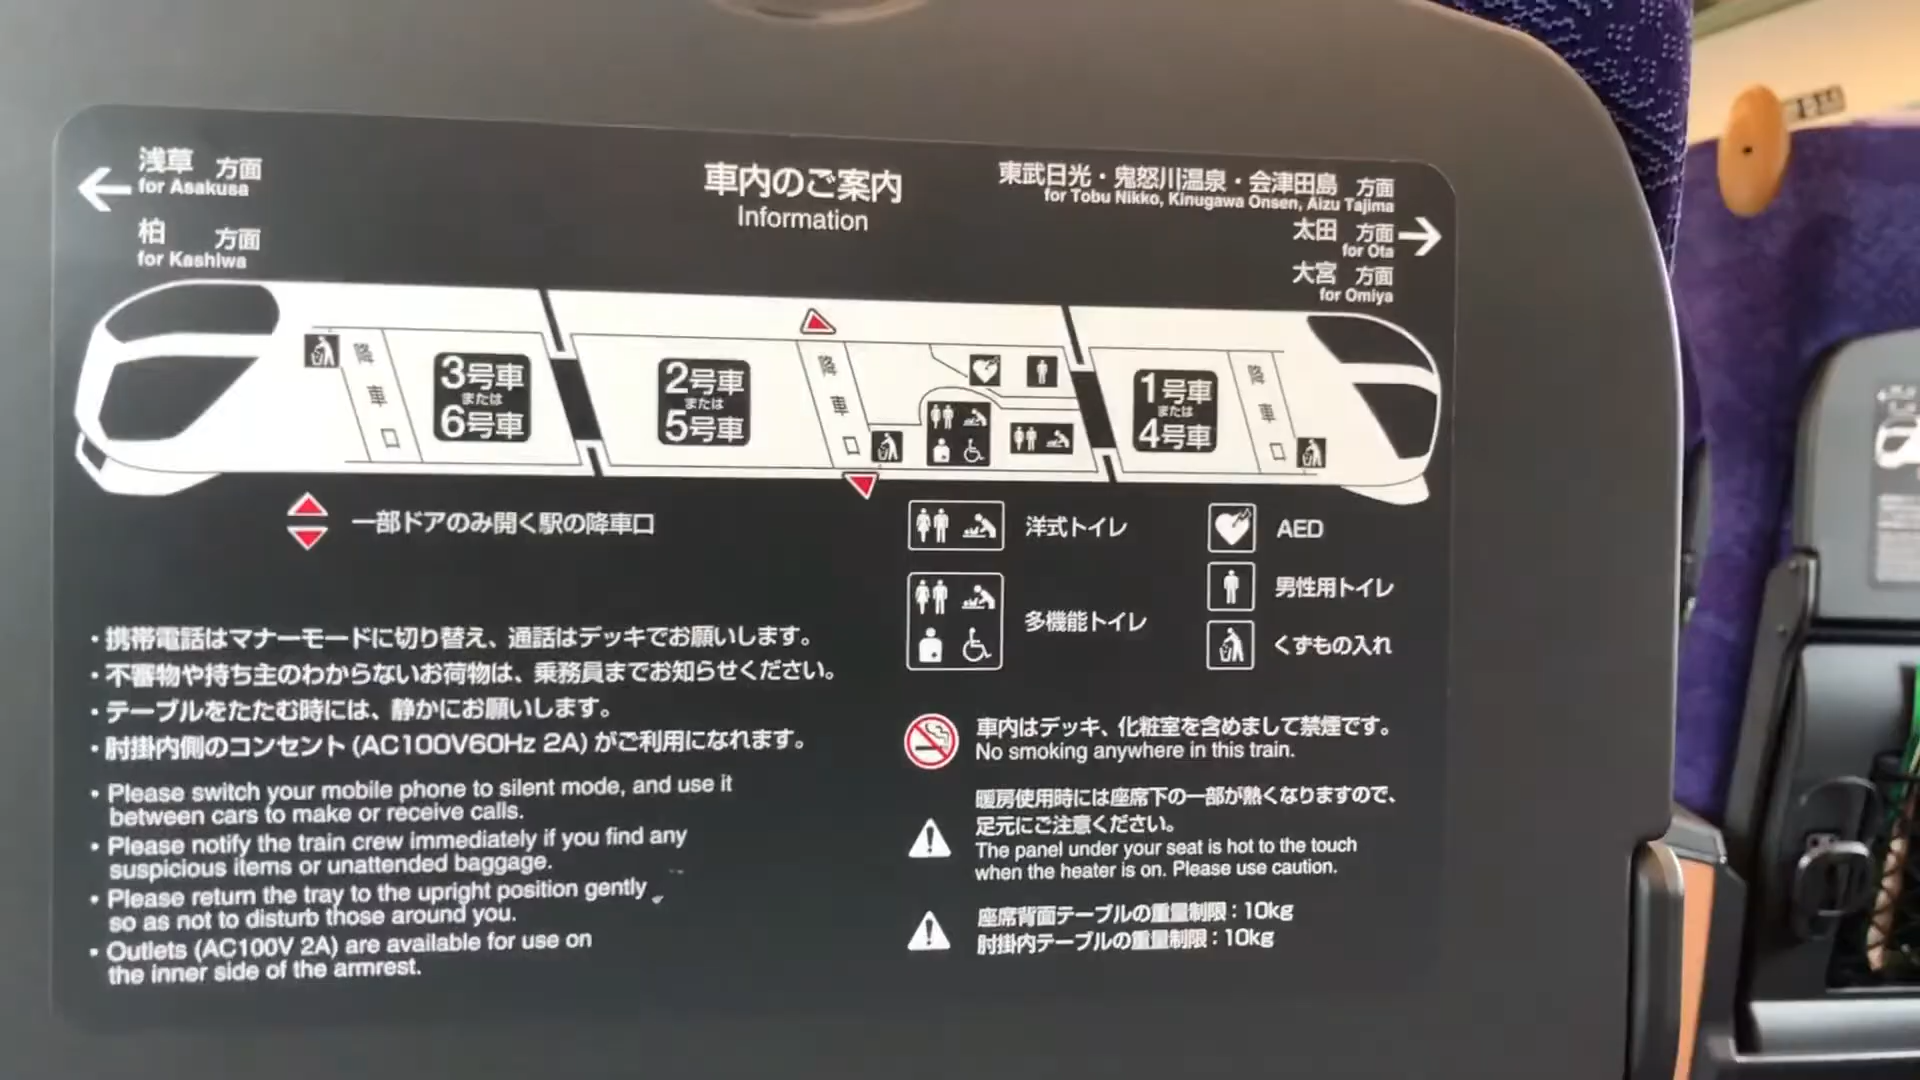 浅草 方面
for Asakusa
柏 方面
for Kashiwa
車内のご案内
Information
東武日光・鬼怒川温泉・会津田島 方面
for Tobu Nikko, Kinugawa Onsen, Aizu Tajima
太田 方面
for Ota
大宮 方面
for Omiya
降車口
3号車
または
6号車
2号車
または
5号車
降車口
1号車
または
4号車
降車口
一部ドアのみ開く駅の降車口
洋式トイレ
多機能トイレ
AED
男性用トイレ
くずもの入れ
・携帯電話はマナーモードに切り替え、通話はデッキでお願いします。
・不審物や持ち主のわからないお荷物は、乗務員までお知らせください。
・テーブルをたたむ時には、静かにお願いします。
・肘掛内側のコンセント(AC100V60Hz 2A)がご利用になれます。
・Please switch your mobile phone to silent mode, and use it
between cars to make or receive calls.
・Please notify the train crew immediately if you find any
suspicious items or unattended baggage.
・Please return the tray to the upright position gently
so as not to disturb those around you.
・Outlets (AC100V 2A) are available for use on
the inner side of the armrest.
車内はデッキ、化粧室を含めまして禁煙です。
No smoking anywhere in this train.
暖房使用時には座席下の一部が熱くなりますので、
足元にご注意ください。
The panel under your seat is hot to the touch
when the heater is on. Please use caution.
座席背面テーブルの重量制限：10kg
肘掛内テーブルの重量制限：10kg